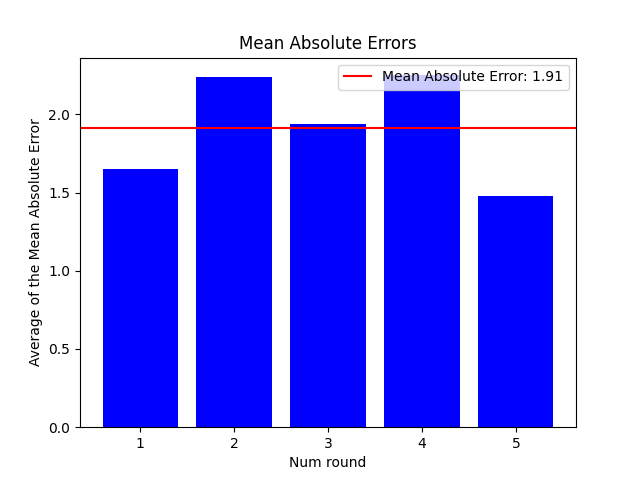 Mean Absolute Errors
Mean Absolute Error: 1.91
Average of the Mean Absolute Error
2.0
1.5
1.0
0.5
0.0
1 2 3 4 5
Num round